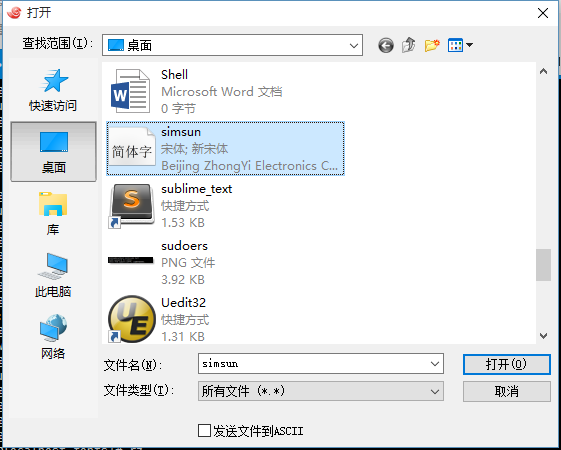 打开
查找范围(I):
桌面
快速访问
桌面
库
此电脑
网络
Shell
Microsoft Word 文档
0 字节
简体字
simsun
宋体; 新宋体
Beijing ZhongYi Electronics C...
sublime_text
快捷方式
1.53 KB
sudoers
PNG 文件
3.92 KB
Uedit32
快捷方式
1.31 KB
文件名(N):
simsun
打开(O)
文件类型(T):
所有文件 (*.*)
取消
发送文件到ASCII